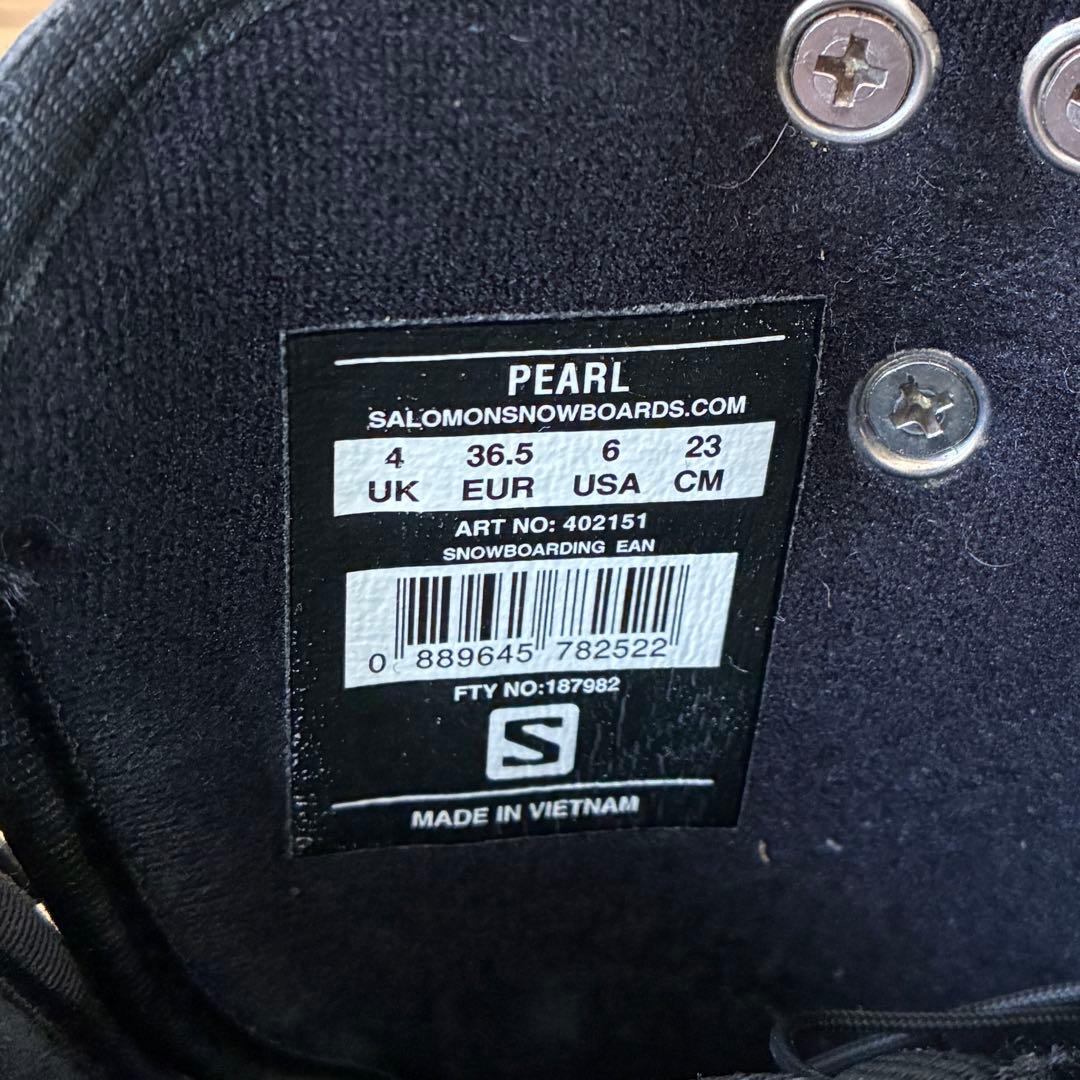 PEARL
SALOMONSNOWBOARDS.COM
4 36.5 6 23
UK EUR USA CM
ART NO: 402151
SNOWBOARDING EAN
0 889645 782522
FTY NO:187982
S
MADE IN VIETNAM